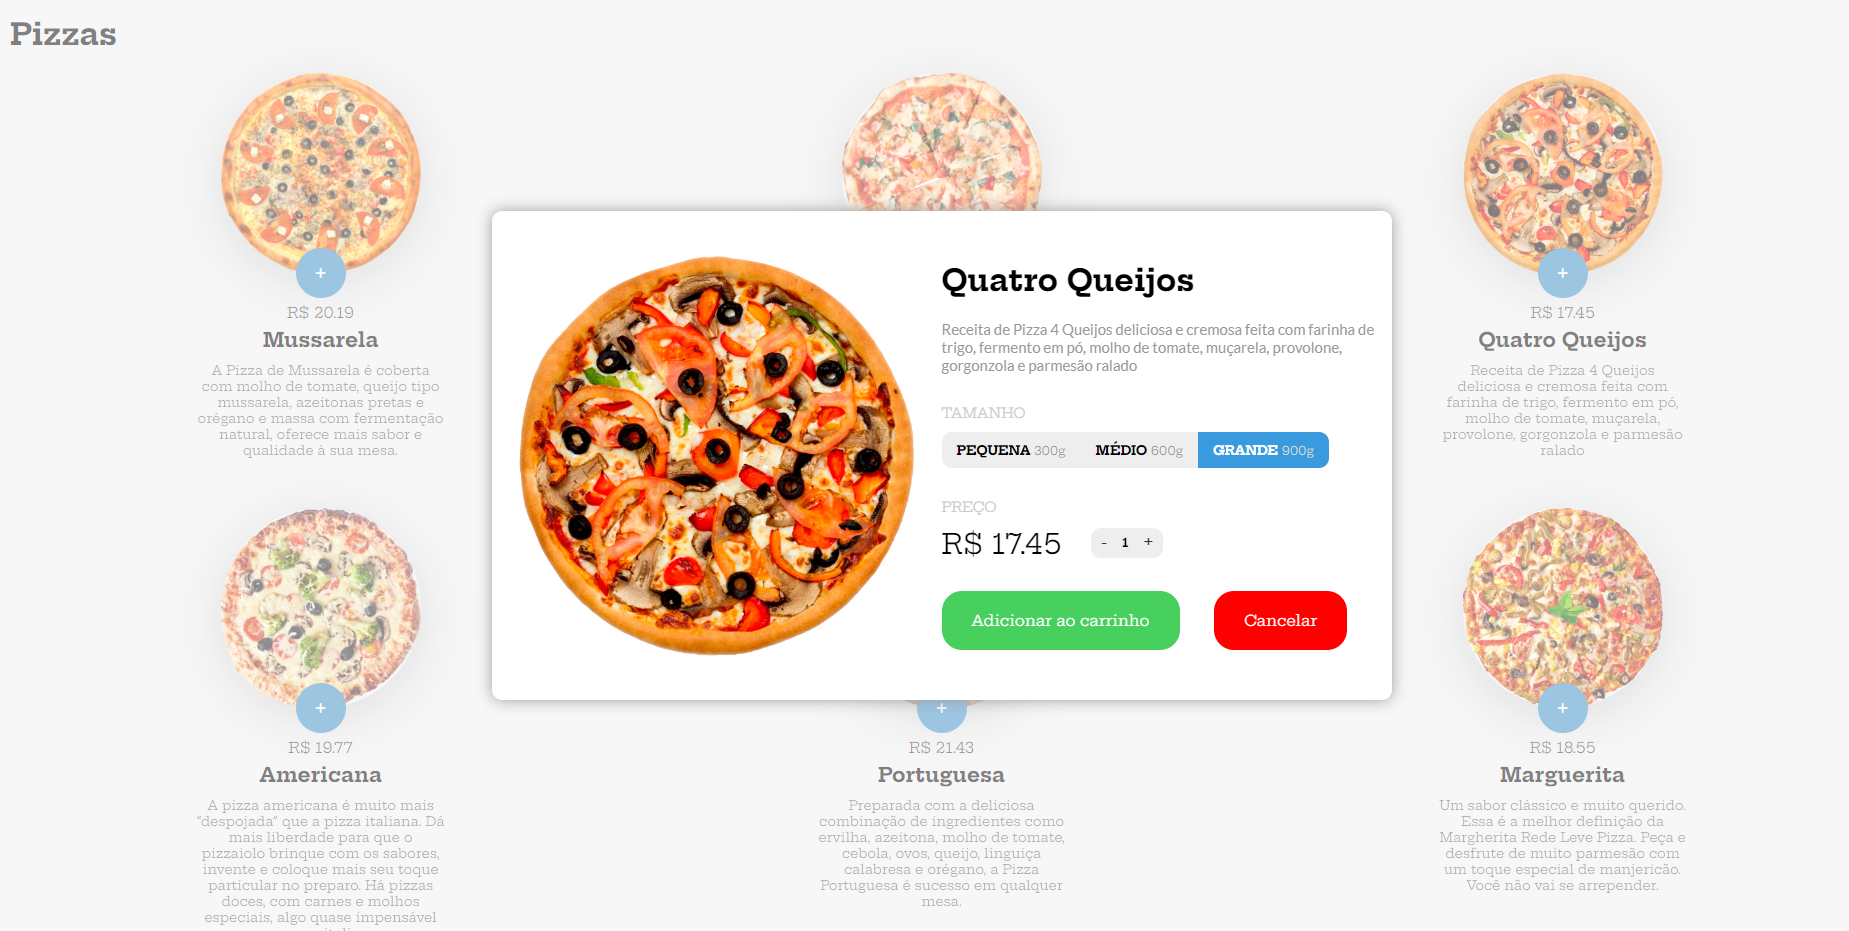 Pizzas
+
R$ 20.19
Mussarela
A Pizza de Mussarela é coberta
com molho de tomate, queijo tipo
mussarela, azeitonas pretas e
orégano e massa com fermentação
natural, oferece mais sabor e
qualidade à sua mesa.
+
R$ 17.45
Quatro Queijos
Receita de Pizza 4 Queijos
deliciosa e cremosa feita com
farinha de trigo, fermento em pó,
molho de tomate, muçarela,
provolone, gorgonzola e parmesão
ralado
Quatro Queijos
Receita de Pizza 4 Queijos deliciosa e cremosa feita com farinha de
trigo, fermento em pó, molho de tomate, muçarela, provolone,
gorgonzola e parmesão ralado
TAMANHO
PEQUENA 300g MÉDIO 600g GRANDE 900g
PREÇO
R$ 17.45 - 1 +
Adicionar ao carrinho Cancelar
+
R$ 19.77
Americana
A pizza americana é muito mais
"despojada" que a pizza italiana. Dá
mais liberdade para que o
pizzaiolo brinque com os sabores,
invente e coloque mais seu toque
particular no preparo. Há pizzas
doces, com carnes e molhos
especiais, algo quase impensável
+
R$ 21.43
Portuguesa
Preparada com a deliciosa
combinação de ingredientes como
ervilha, azeitona, molho de tomate,
cebola, ovos, queijo, linguiça
calabresa e orégano, a Pizza
Portuguesa é sucesso em qualquer
mesa.
+
R$ 18.55
Marguerita
Um sabor clássico e muito querido.
Essa é a melhor definição da
Margherita Rede Leve Pizza. Peça e
desfrute de muito parmesão com
um toque especial de manjericão.
Você não vai se arrepender.